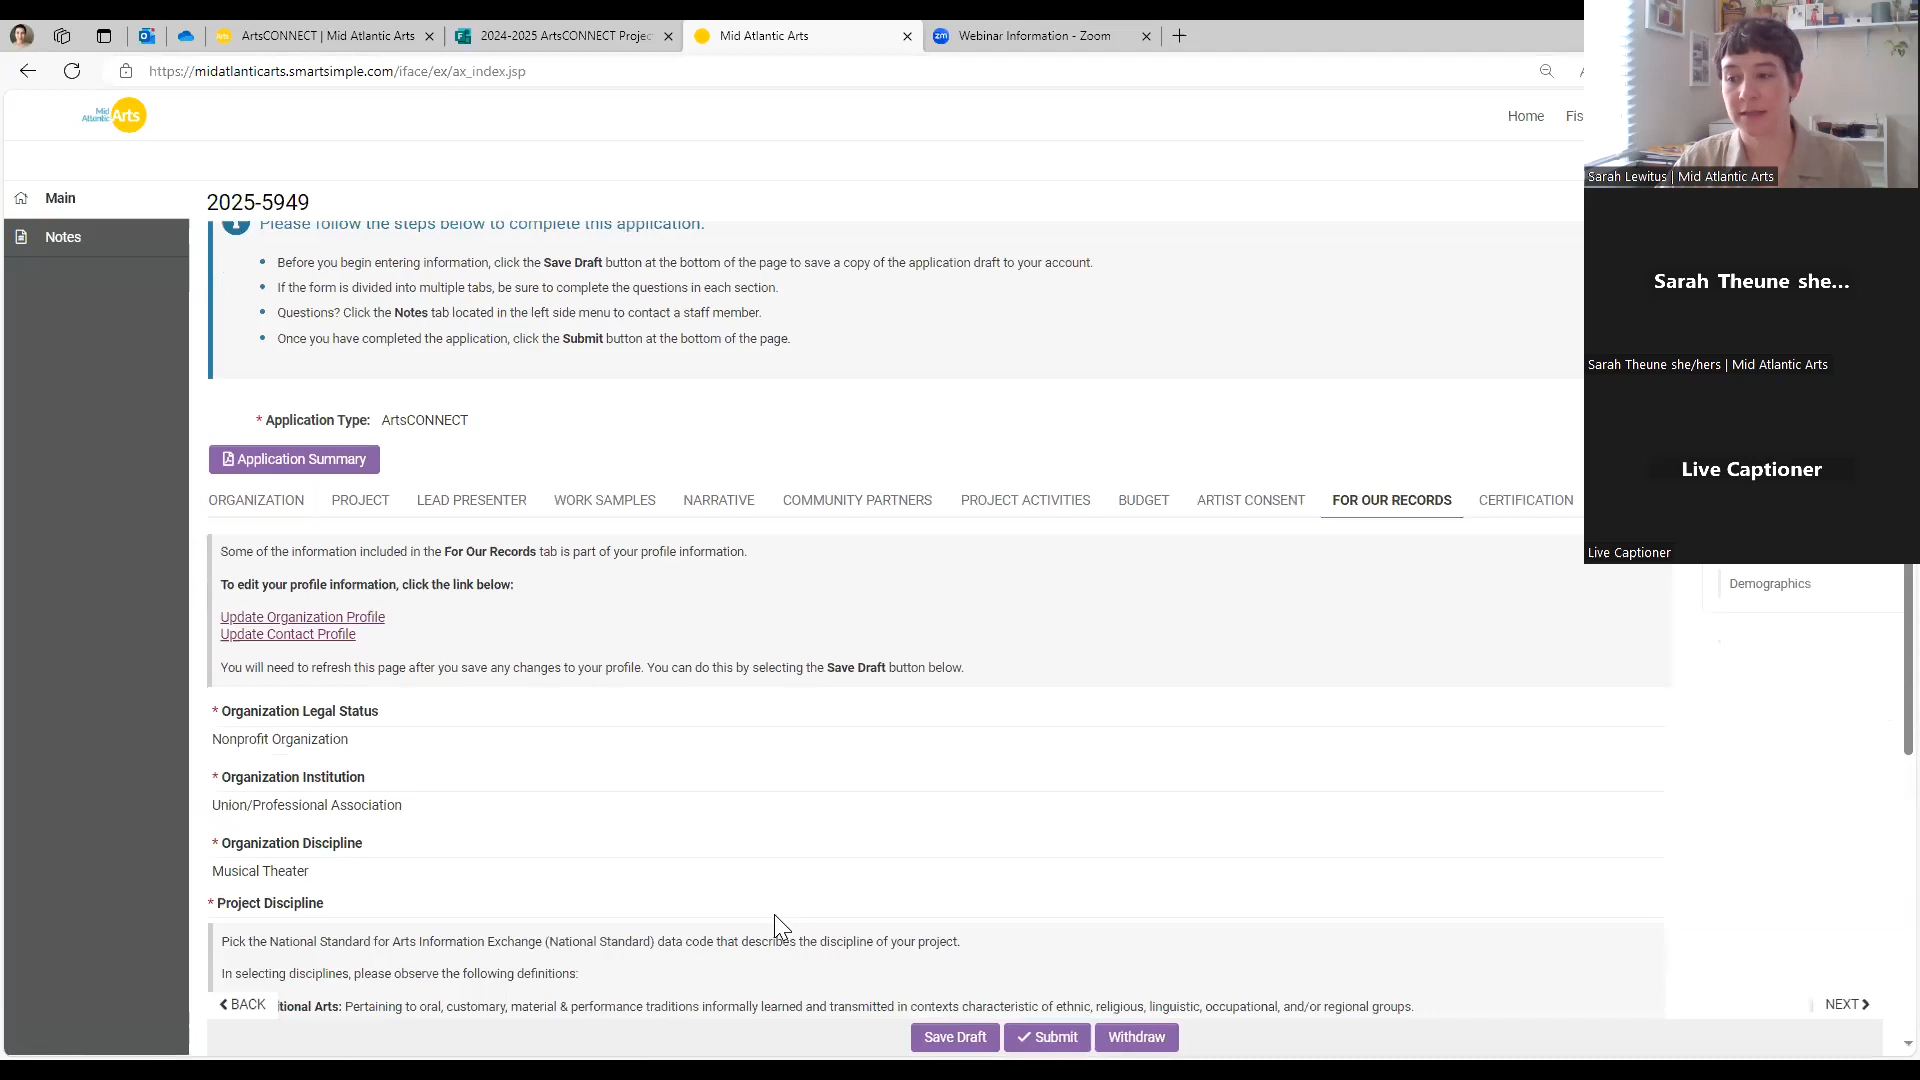 ArtsCONNECT | Mid Atlantic Arts
2024-2025 ArtsCONNECT Projec
Mid Atlantic Arts
Webinar Information - Zoom
https://midatlanticarts.smartsimple.com/iface/ex/ax_index.jsp
Mid Atlantic Arts
Home
Fis
Sarah Lewitus | Mid Atlantic Arts
Main
Notes
2025-5949
Please follow the steps below to complete this application.
Before you begin entering information, click the Save Draft button at the bottom of the page to save a copy of the application draft to your account.
If the form is divided into multiple tabs, be sure to complete the questions in each section.
Questions? Click the Notes tab located in the left side menu to contact a staff member.
Once you have completed the application, click the Submit button at the bottom of the page.
Sarah Theune she...
Sarah Theune she/hers | Mid Atlantic Arts
* Application Type: ArtsCONNECT
Application Summary
Live Captioner
Live Captioner
ORGANIZATION PROJECT LEAD PRESENTER WORK SAMPLES NARRATIVE COMMUNITY PARTNERS PROJECT ACTIVITIES BUDGET ARTIST CONSENT FOR OUR RECORDS CERTIFICATION
Some of the information included in the For Our Records tab is part of your profile information.
To edit your profile information, click the link below:
Demographics
Update Organization Profile
Update Contact Profile
You will need to refresh this page after you save any changes to your profile. You can do this by selecting the Save Draft button below.
* Organization Legal Status
Nonprofit Organization
* Organization Institution
Union/Professional Association
* Organization Discipline
Musical Theater
* Project Discipline
Pick the National Standard for Arts Information Exchange (National Standard) data code that describes the discipline of your project.
In selecting disciplines, please observe the following definitions:
BACK
itional Arts: Pertaining to oral, customary, material & performance traditions informally learned and transmitted in contexts characteristic of ethnic, religious, linguistic, occupational, and/or regional groups.
NEXT
Save Draft
Submit
Withdraw